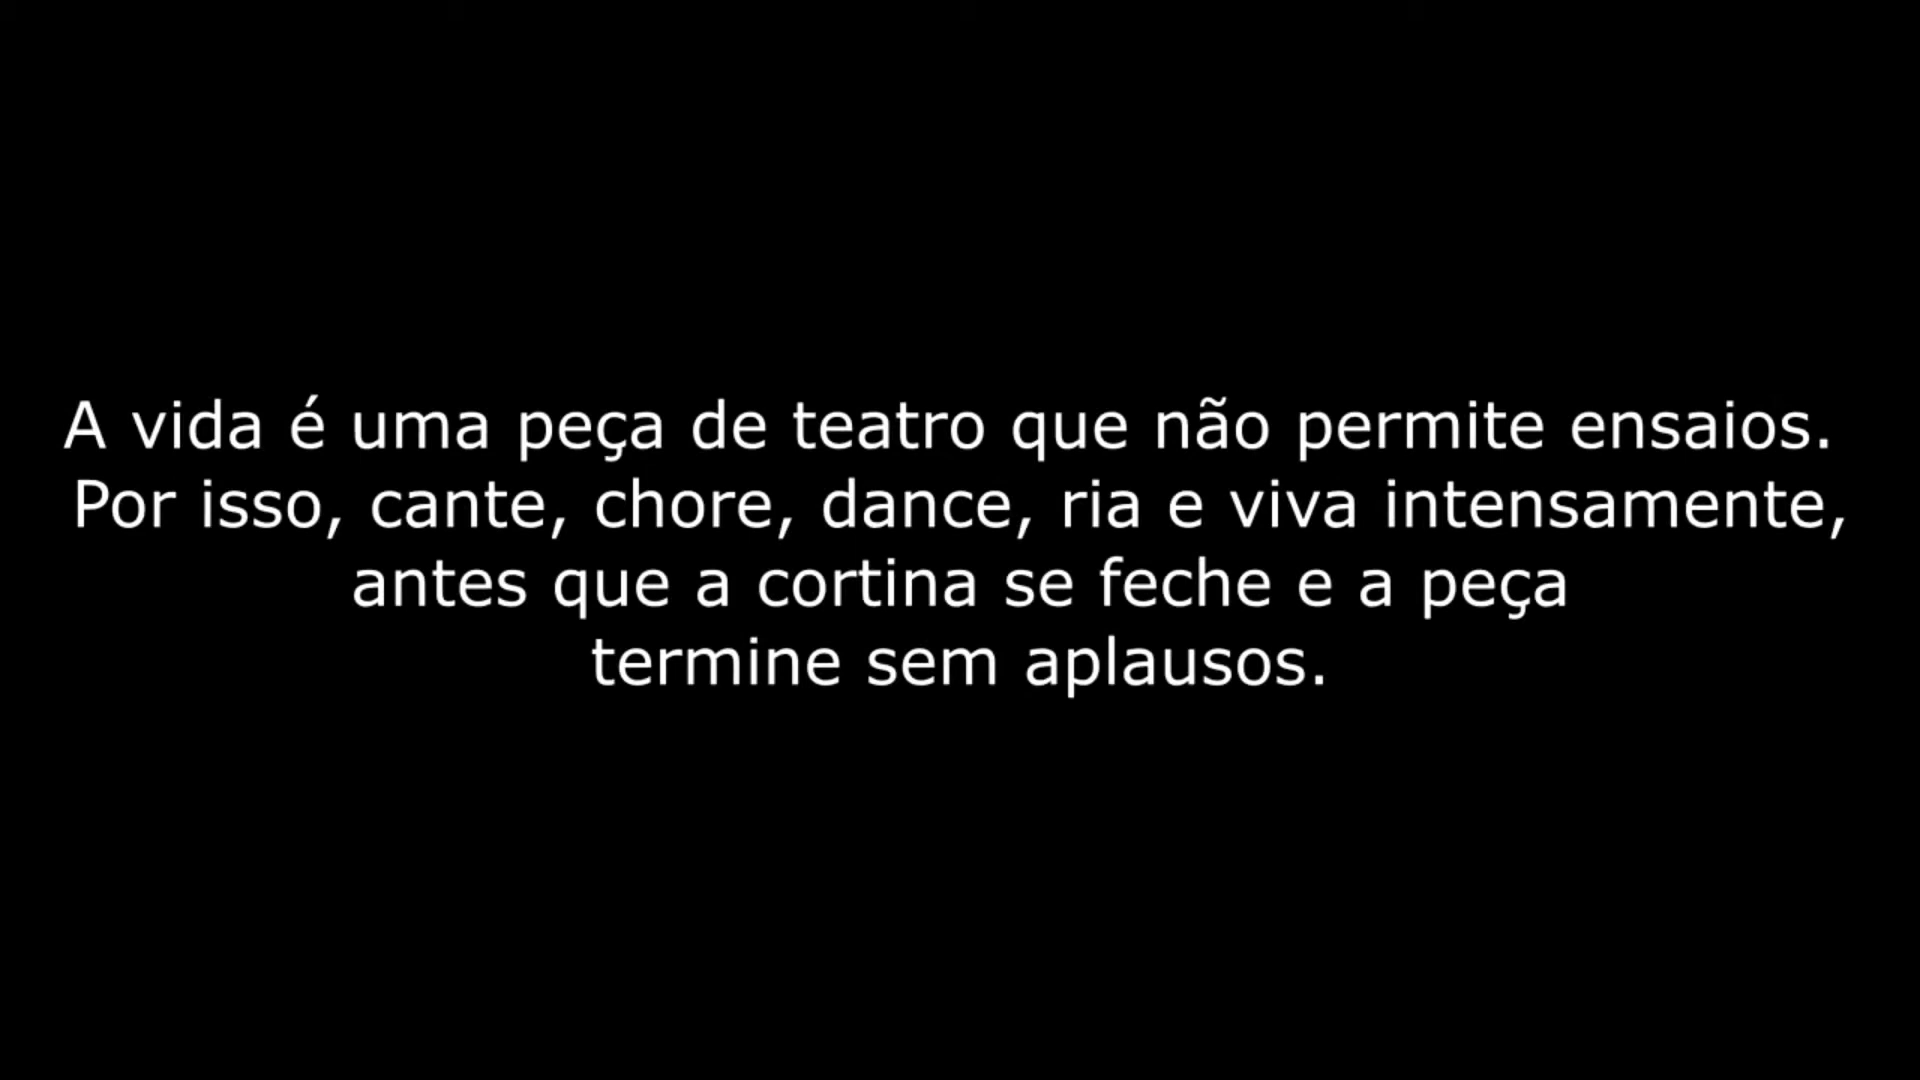 A vida é uma peça de teatro que não permite ensaios.
Por isso, cante, chore, dance, ria e viva intensamente,
antes que a cortina se feche e a peça
termine sem aplausos.